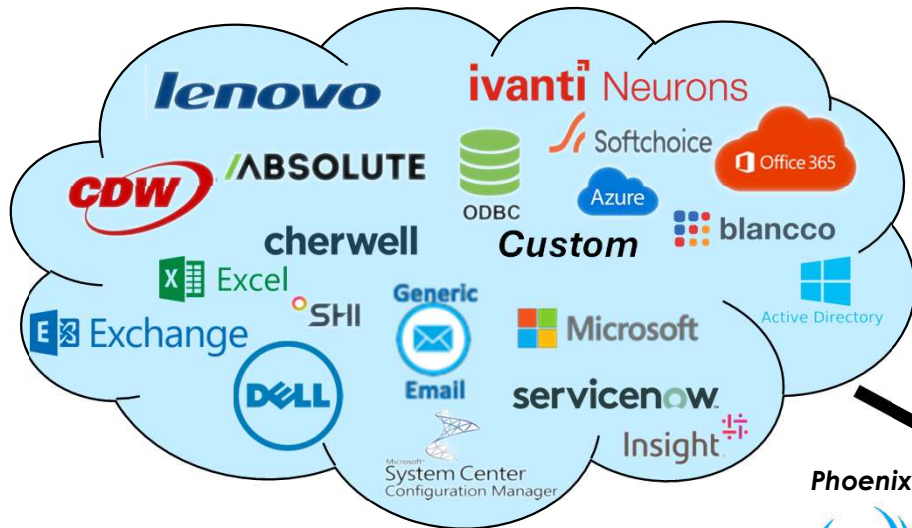 lenovo
ivanti Neurons
Softchoice
Office 365
CDW
/ABSOLUTE
ODBC
Azure
blancco
cherwell
Custom
Excel
SHI
Generic
Email
Exchange
E
Microsoft
Active Directory
DELL
servicenow
Insight
Microsoft
System Center
Configuration Manager
Phoenix